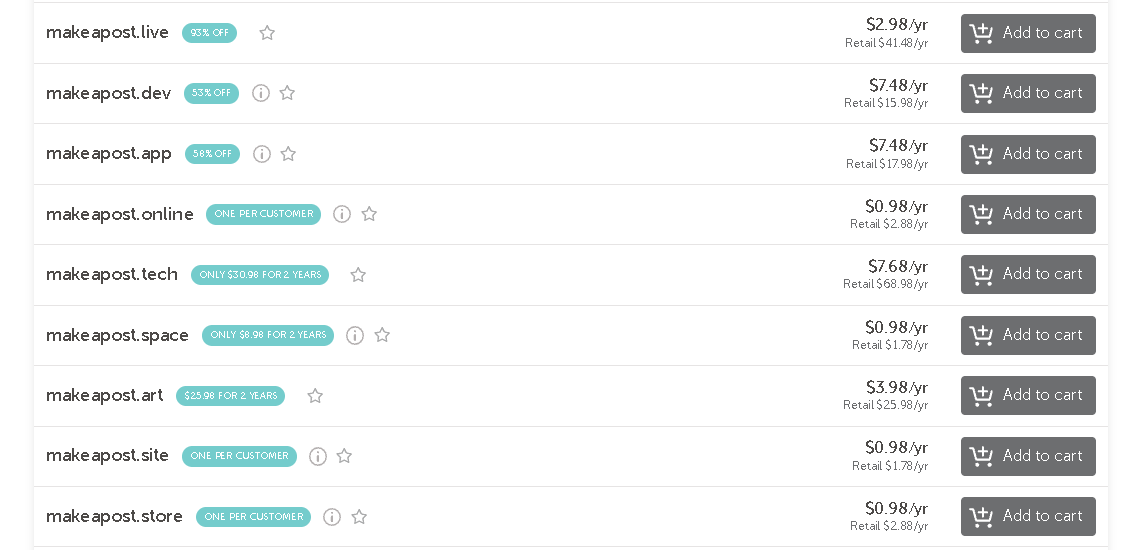 makeapost.live 93% OFF $2.98/yr Add to cart
Retail $41.48/yr
makeapost.dev 53% OFF $7.48/yr Add to cart
Retail $15.98/yr
makeapost.app 58% OFF $7.48/yr Add to cart
Retail $17.98/yr
makeapost.online ONE PER CUSTOMER $0.98/yr Add to cart
Retail $2.88/yr
makeapost.tech ONLY $30.98 FOR 2 YEARS $7.68/yr Add to cart
Retail $68.98/yr
makeapost.space ONLY $8.98 FOR 2 YEARS $0.98/yr Add to cart
Retail $1.78/yr
makeapost.art $25.98 FOR 2 YEARS $3.98/yr Add to cart
Retail $25.98/yr
makeapost.site ONE PER CUSTOMER $0.98/yr Add to cart
Retail $1.78/yr
makeapost.store ONE PER CUSTOMER $0.98/yr Add to cart
Retail $2.88/yr